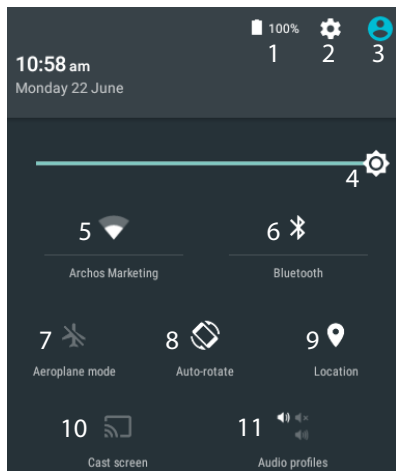 100%
1 2 3
10:58 am
Monday 22 June
4
5 6
Archos Marketing Bluetooth
7 8 9
Aeroplane mode Auto-rotate Location
10 11
Cast screen Audio profiles